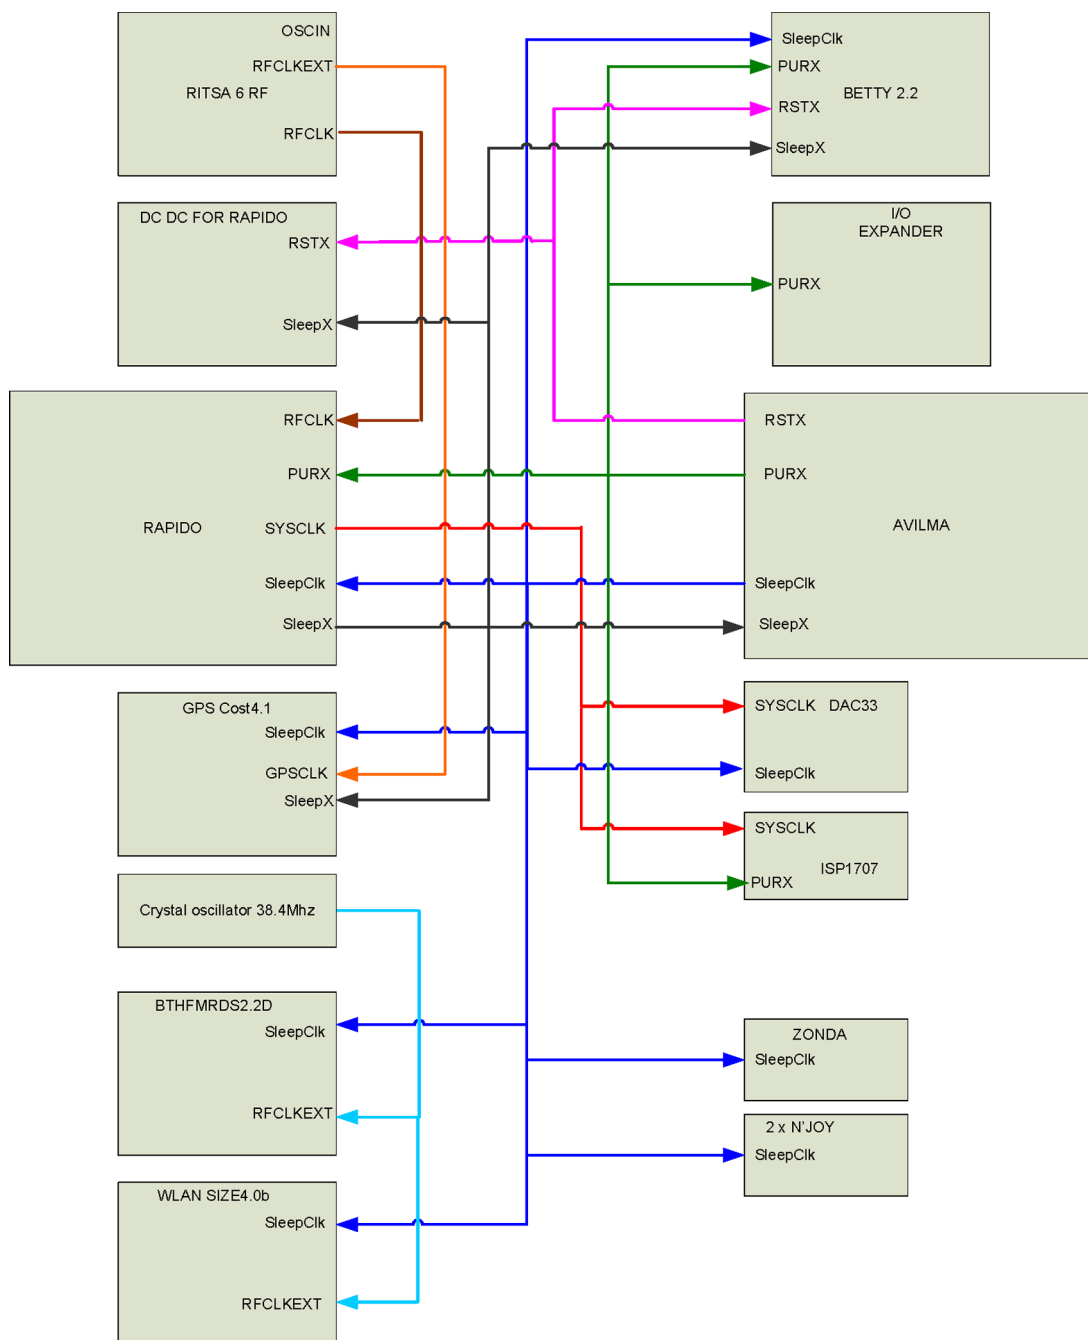 OSCIN
RFCLKEXT
RITSA 6 RF
RFCLK
SleepClk
PURX
BETTY 2.2
RSTX
SleepX
DC DC FOR RAPIDO
RSTX
SleepX
I/O
EXPANDER
PURX
RFCLK
PURX
RAPIDO
SYSCLK
SleepClk
SleepX
RSTX
PURX
AVILMA
SleepClk
SleepX
GPS Cost4.1
SleepClk
GPSCLK
SleepX
SYSCLK DAC33
SleepClk
SYSCLK
ISP1707
PURX
Crystal oscillator 38.4Mhz
BTHFMRDS2.2D
SleepClk
RFCLKEXT
ZONDA
SleepClk
2 x N'JOY
SleepClk
WLAN SIZE4.0b
SleepClk
RFCLKEXT